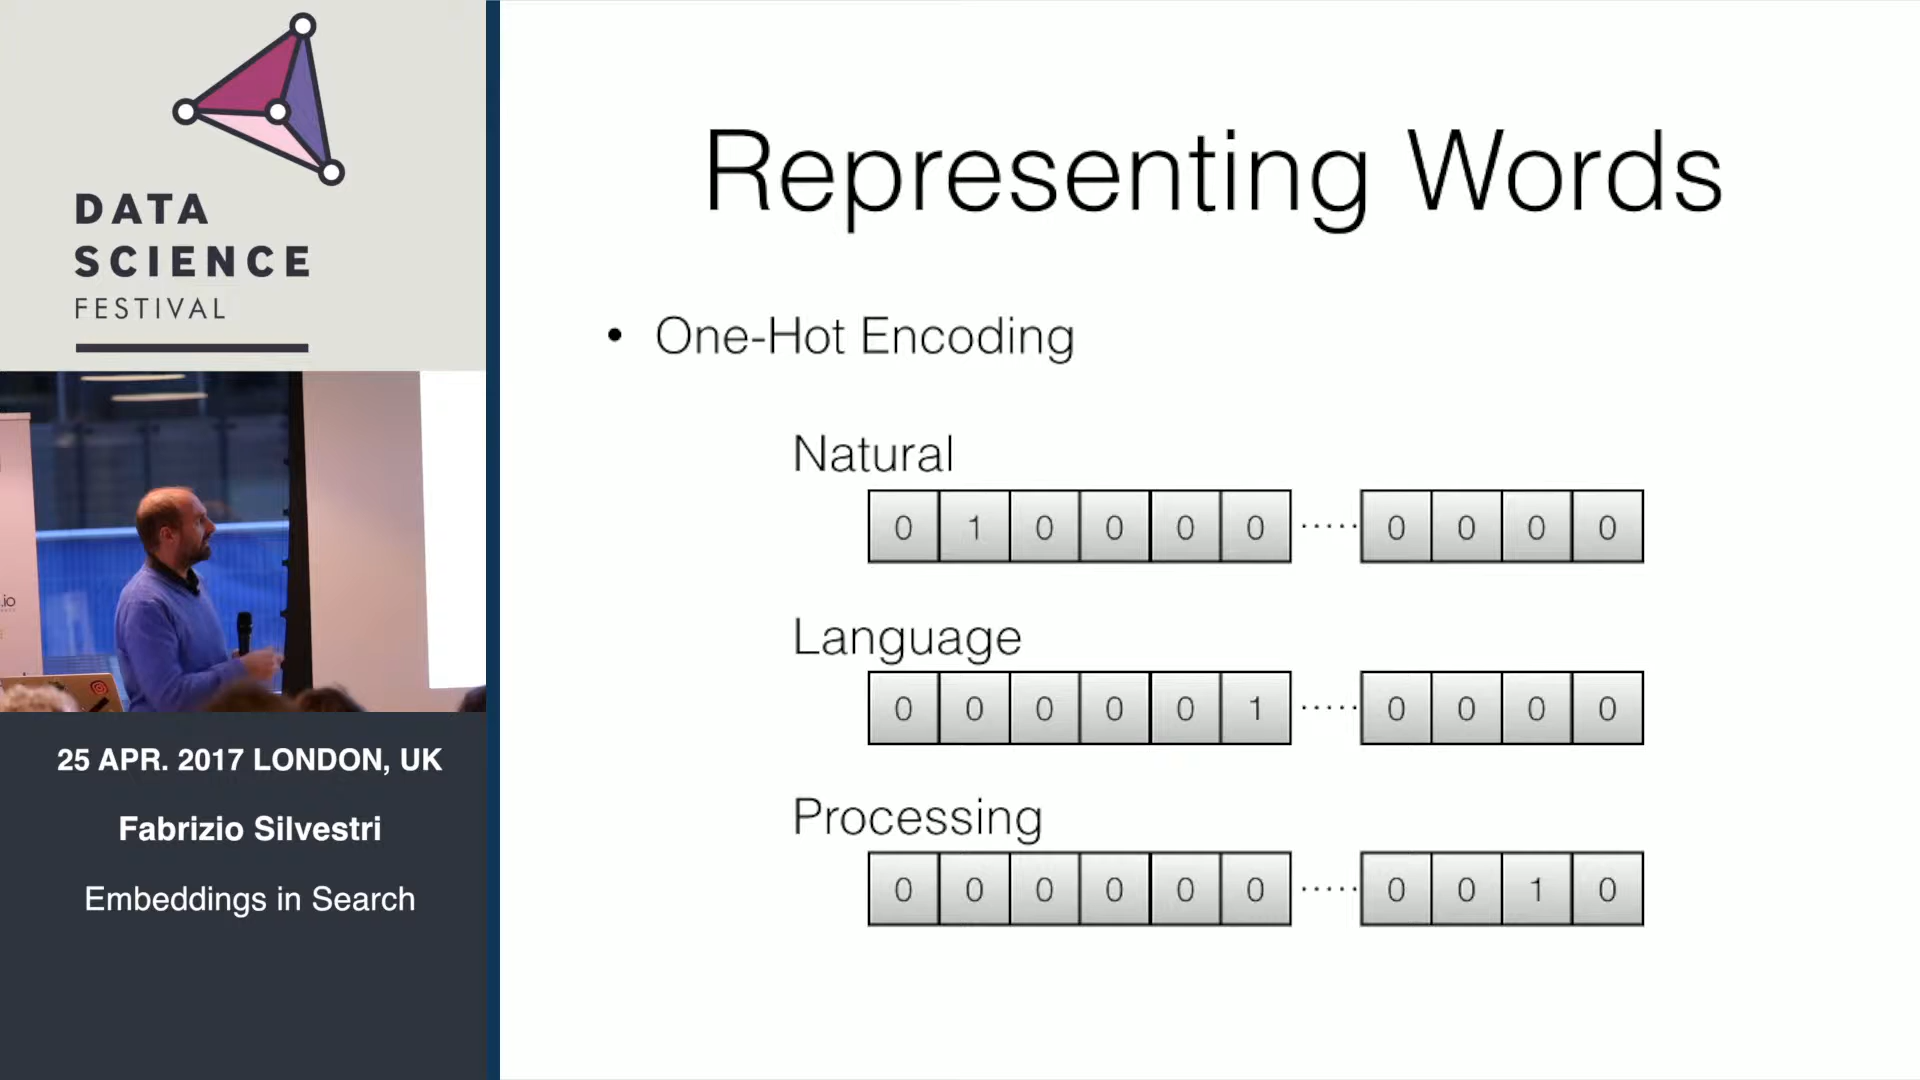 DATA
SCIENCE
FESTIVAL
.io
25 APR. 2017 LONDON, UK
Fabrizio Silvestri
Embeddings in Search
Representing Words
• One-Hot Encoding
Natural
0 1 0 0 0 0 ..... 0 0 0 0
Language
0 0 0 0 0 1 ..... 0 0 0 0
Processing
0 0 0 0 0 0 ..... 0 0 1 0